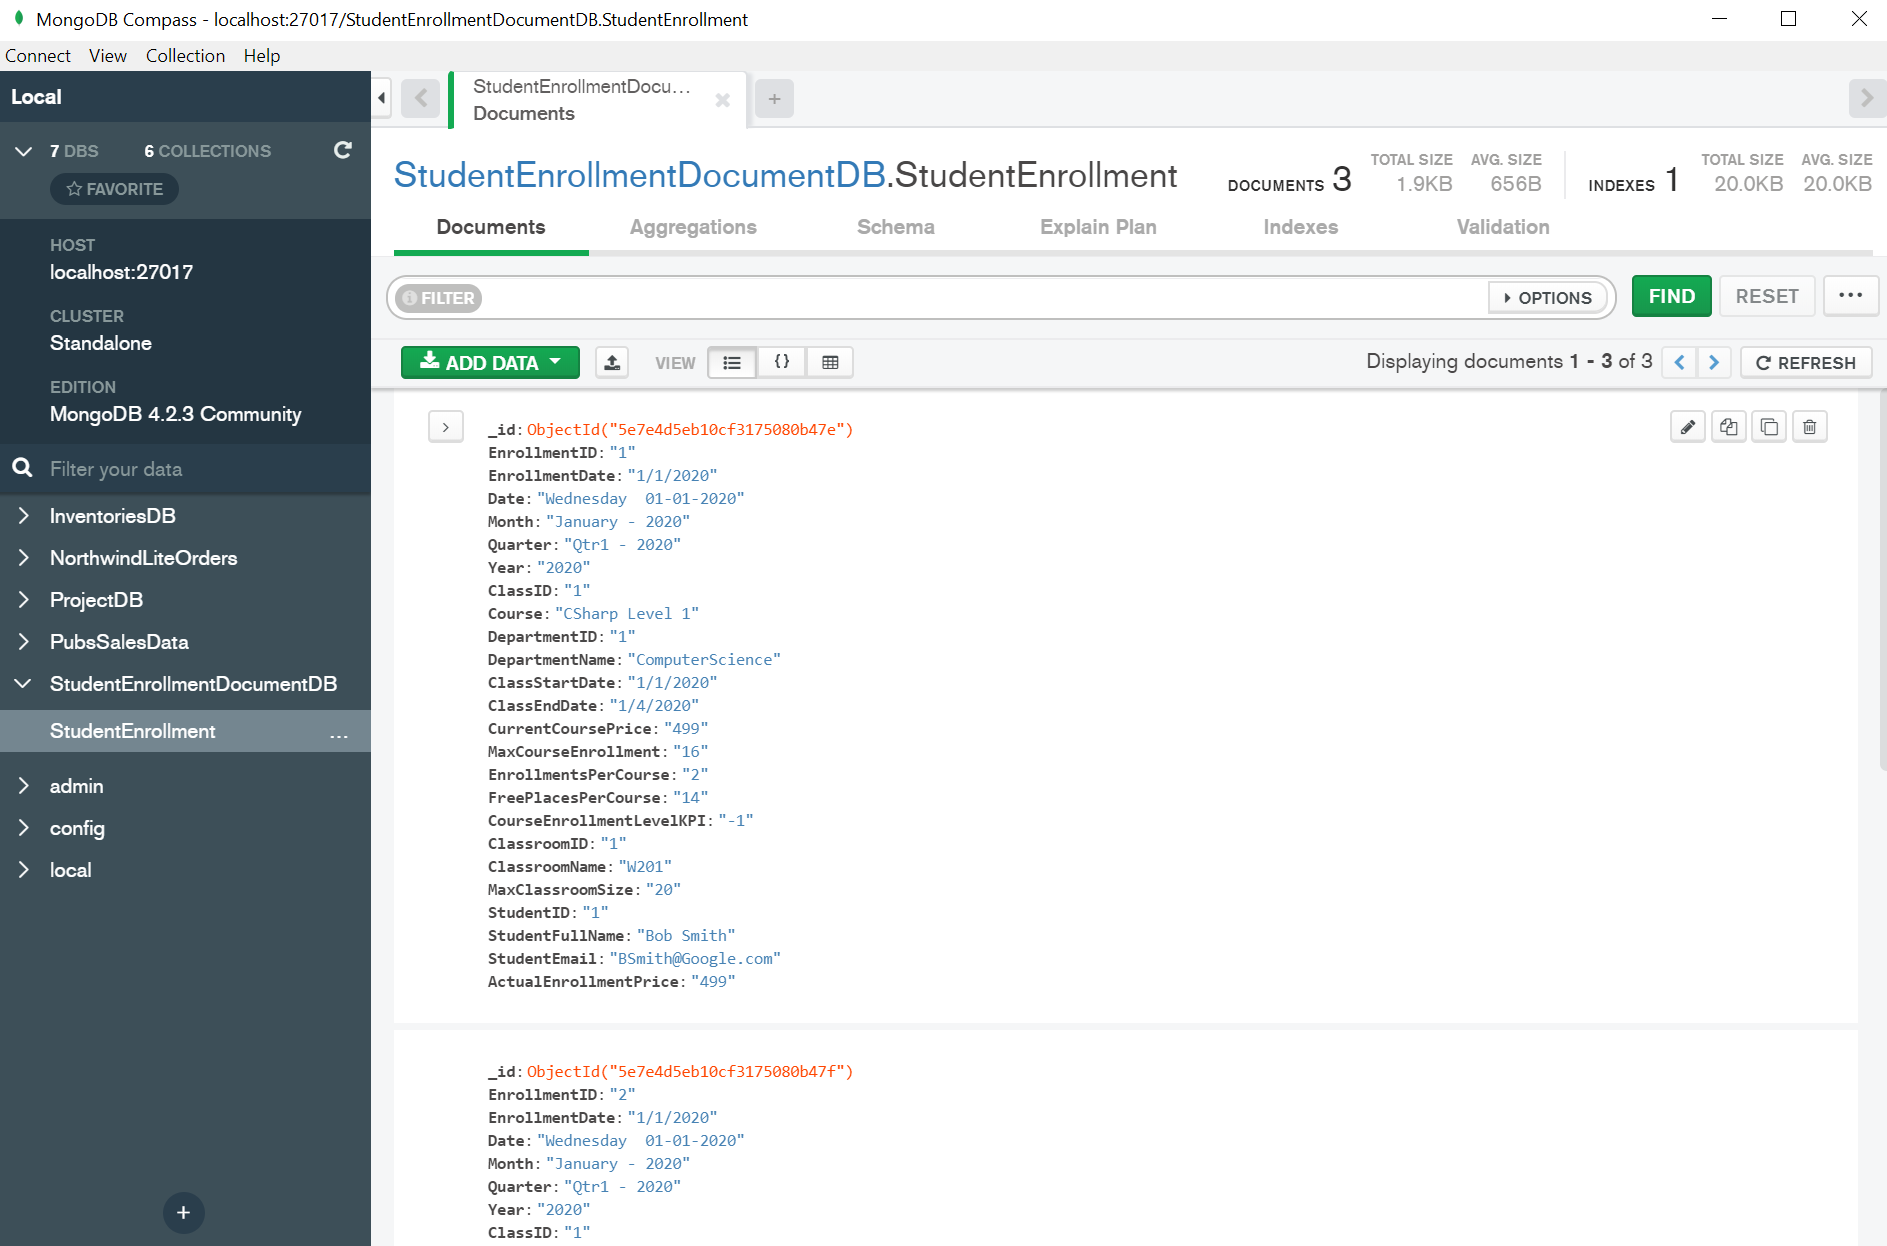 MongoDB Compass - localhost:27017/StudentEnrollmentDocumentDB.StudentEnrollment
Connect View Collection Help
Local
7 DBS 6 COLLECTIONS
FAVORITE
HOST
localhost:27017
CLUSTER
Standalone
EDITION
MongoDB 4.2.3 Community
Filter your data
InventoriesDB
NorthwindLiteOrders
ProjectDB
PubsSalesData
StudentEnrollmentDocumentDB
StudentEnrollment ...
admin
config
local
+
StudentEnrollmentDocu...
Documents
+
StudentEnrollmentDocumentDB.StudentEnrollment
DOCUMENTS 3
TOTAL SIZE
1.9KB
AVG. SIZE
656B
INDEXES 1
TOTAL SIZE
20.0KB
AVG. SIZE
20.0KB
Documents Aggregations Schema Explain Plan Indexes Validation
FILTER OPTIONS FIND RESET ...
ADD DATA VIEW {} Displaying documents 1 - 3 of 3 REFRESH
_id: ObjectId("5e7e4d5eb10cf3175080b47e")
EnrollmentID: "1"
EnrollmentDate: "1/1/2020"
Date: "Wednesday  01-01-2020"
Month: "January - 2020"
Quarter: "Qtr1 - 2020"
Year: "2020"
ClassID: "1"
Course: "CSharp Level 1"
DepartmentID: "1"
DepartmentName: "ComputerScience"
ClassStartDate: "1/1/2020"
ClassEndDate: "1/4/2020"
CurrentCoursePrice: "499"
MaxCourseEnrollment: "16"
EnrollmentsPerCourse: "2"
FreePlacesPerCourse: "14"
CourseEnrollmentLevelKPI: "-1"
ClassroomID: "1"
ClassroomName: "W201"
MaxClassroomSize: "20"
StudentID: "1"
StudentFullName: "Bob Smith"
StudentEmail: "BSmith@Google.com"
ActualEnrollmentPrice: "499"
_id: ObjectId("5e7e4d5eb10cf3175080b47f")
EnrollmentID: "2"
EnrollmentDate: "1/1/2020"
Date: "Wednesday  01-01-2020"
Month: "January - 2020"
Quarter: "Qtr1 - 2020"
Year: "2020"
ClassID: "1"